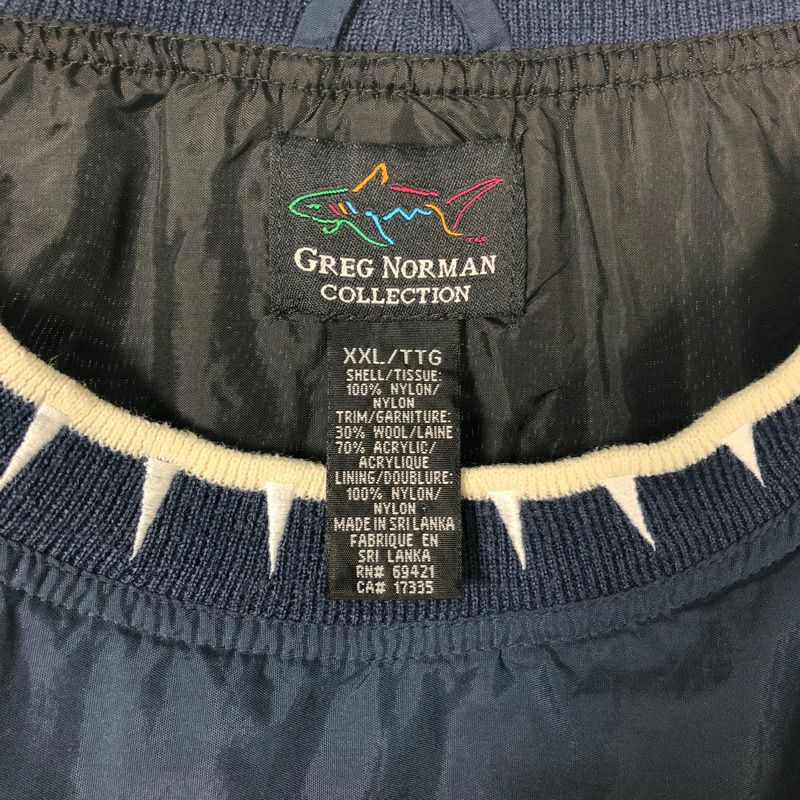 GREG NORMAN
COLLECTION
XXL/TTG
SHELL/TISSUE:
100% NYLON/
NYLON
TRIM/GARNITURE:
30% WOOL/LAINE
70% ACRYLIC/
ACRYLIQUE
LINING/DOUBLURE:
100% NYLON/
NYLON
MADE IN SRI LANKA
FABRIQUE EN
SRI LANKA
RN# 69421
CA# 17335